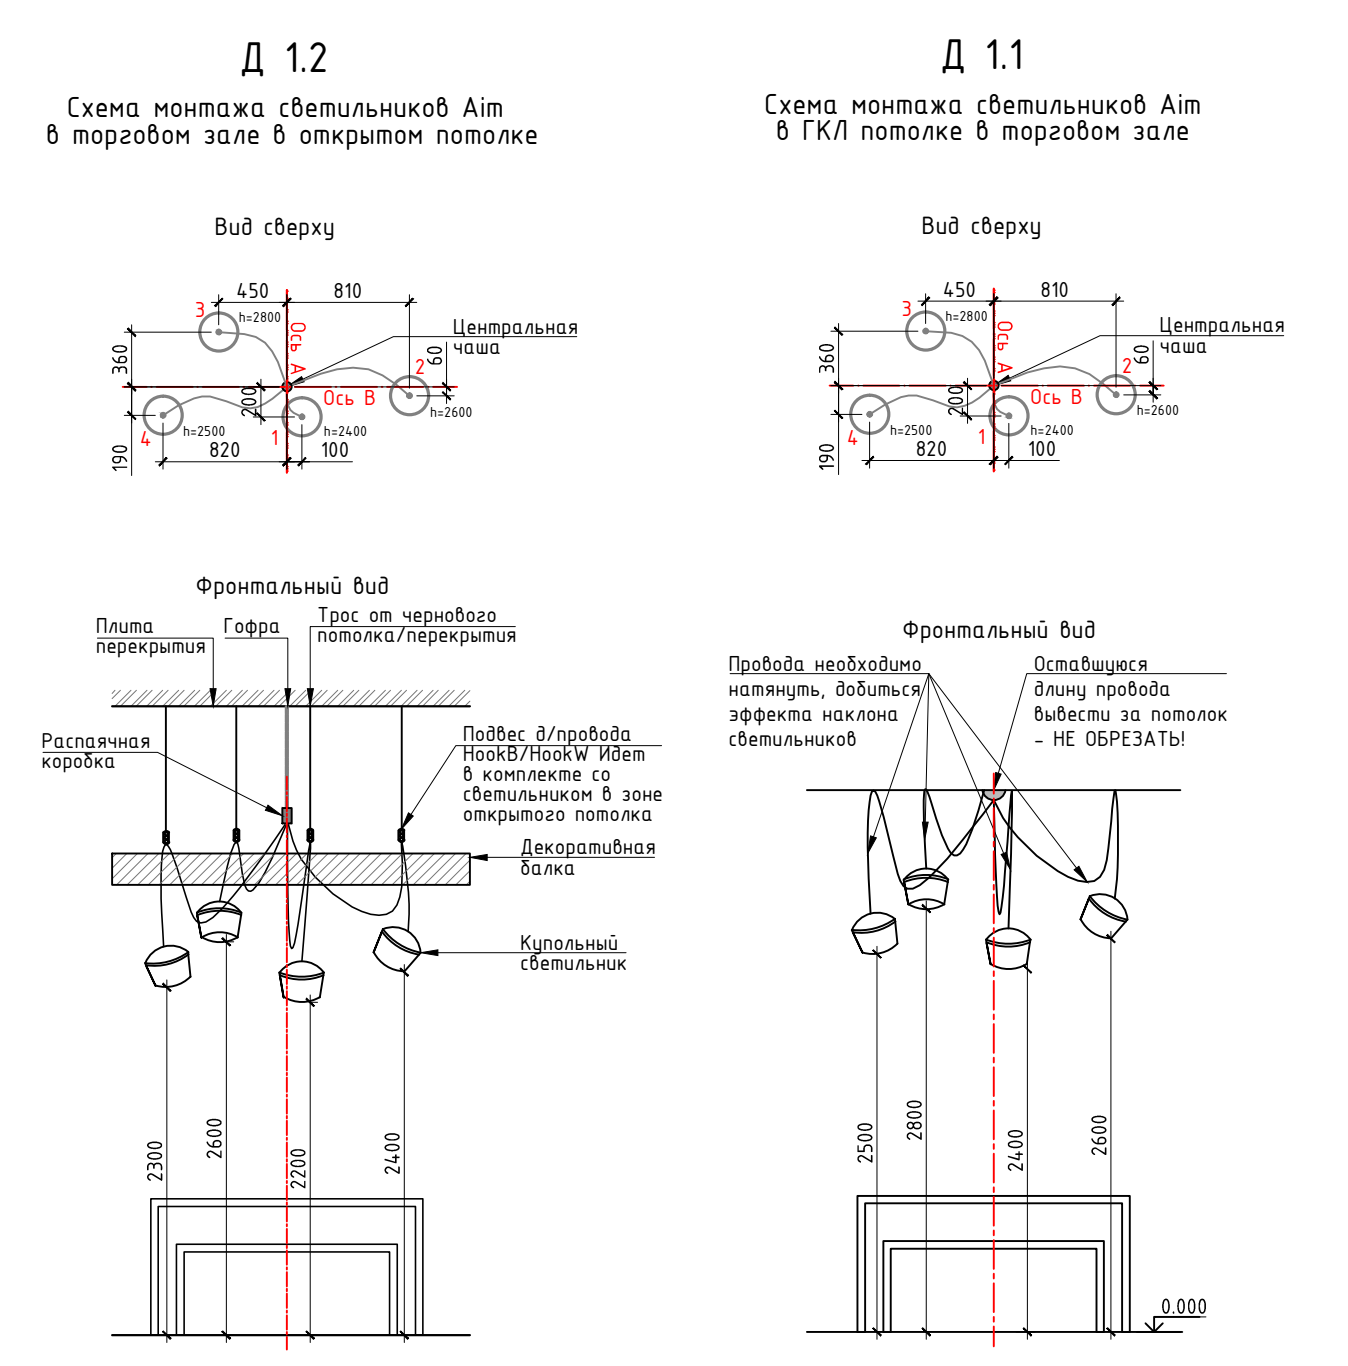 Д 1.2
Схема монтажа светильников Aim
в торговом зале в открытом потолке
Вид сверху
450
810
3
h=2800
Ось А
Центральная
чаша
360
2
60
200
Ось В
h=2600
4
h=2500
1
h=2400
190
820
100
Фронтальный вид
Плита
перекрытия
Гофра
Трос от чернового
потолка/перекрытия
Распаячная
коробка
Подвес д/провода
HookB/HookW Идет
в комплекте со
светильником в зоне
открытого потолка
Декоративная
балка
Купольный
светильник
2300
2600
2200
2400
Д 1.1
Схема монтажа светильников Aim
в ГКЛ потолке в торговом зале
Вид сверху
450
810
3
h=2800
Ось А
Центральная
чаша
360
2
60
200
Ось В
h=2600
4
h=2500
1
h=2400
190
820
100
Фронтальный вид
Провода необходимо
натянуть, добиться
эффекта наклона
светильников
Оставшуюся
длину провода
вывести за потолок
- НЕ ОБРЕЗАТЬ!
2500
2800
2400
2600
0.000